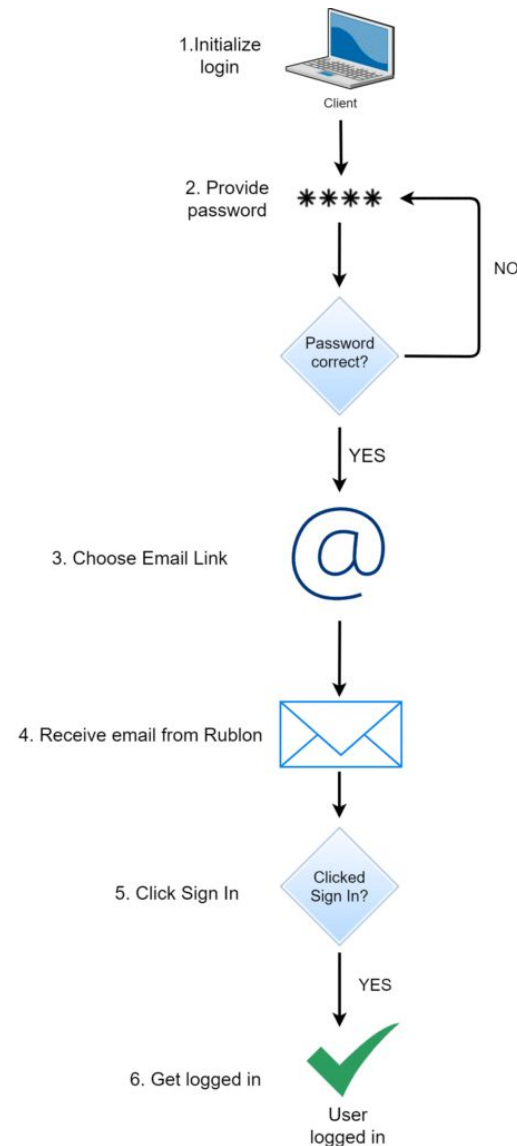 1.Initialize
login
Client
2. Provide
password
****
NO
Password
correct?
YES
3. Choose Email Link
@
4. Receive email from Rublon
5. Click Sign In
Clicked
Sign In?
YES
6. Get logged in
User
logged in